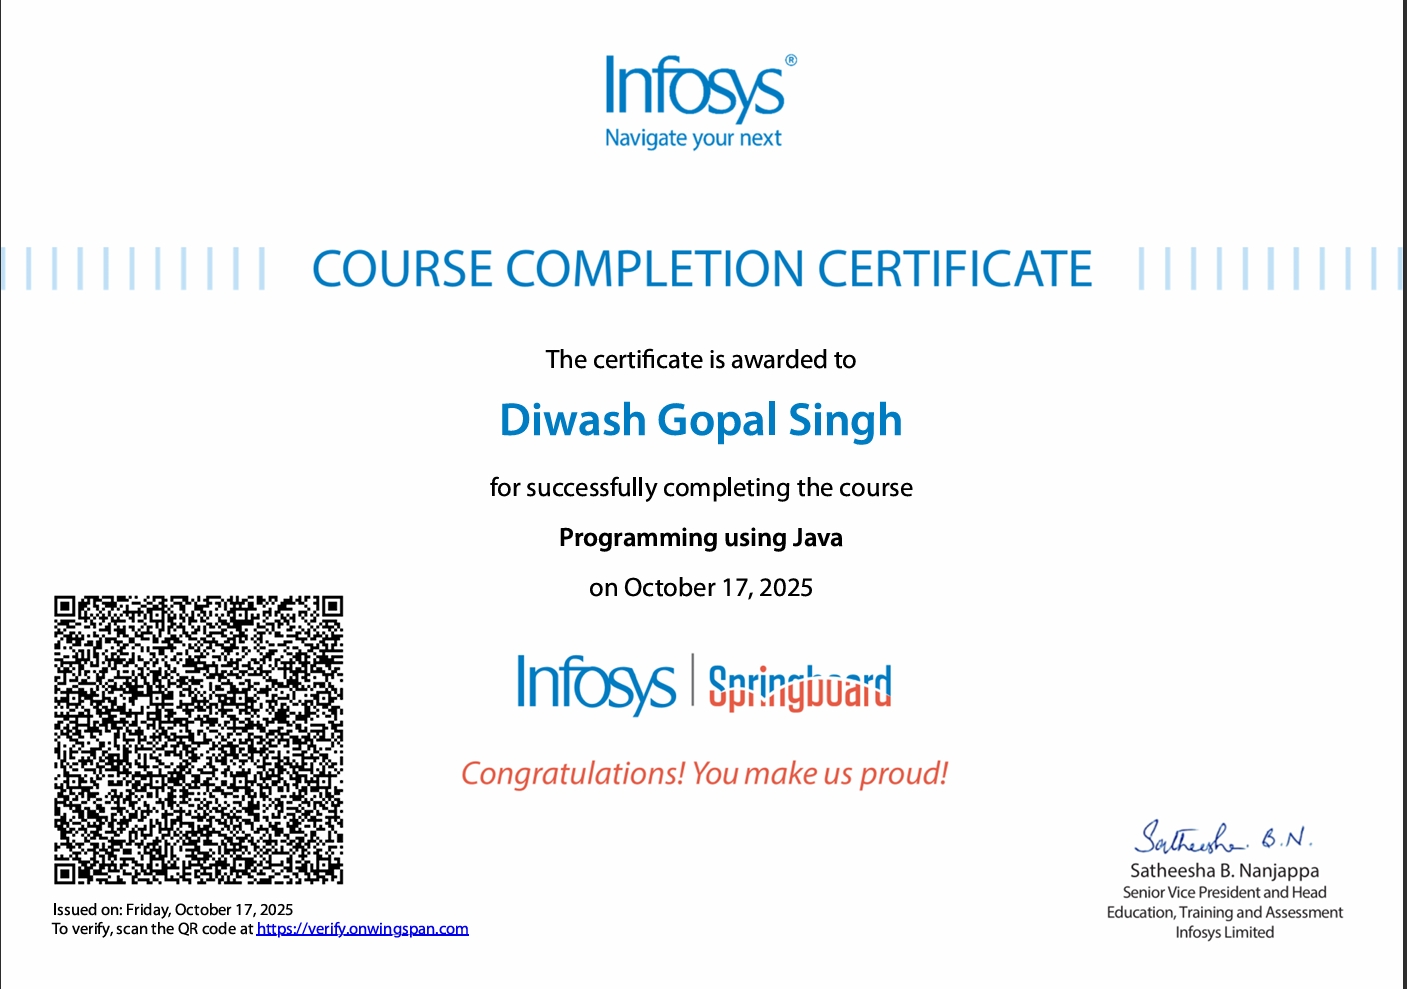 Infosys®
Navigate your next
COURSE COMPLETION CERTIFICATE
The certificate is awarded to
Diwash Gopal Singh
for successfully completing the course
Programming using Java
on October 17, 2025
Infosys | Springboard
Congratulations! You make us proud!
Issued on: Friday, October 17, 2025
To verify, scan the QR code at https://verify.onwingspan.com
Satheesha. B.N.
Satheesha B. Nanjappa
Senior Vice President and Head
Education, Training and Assessment
Infosys Limited